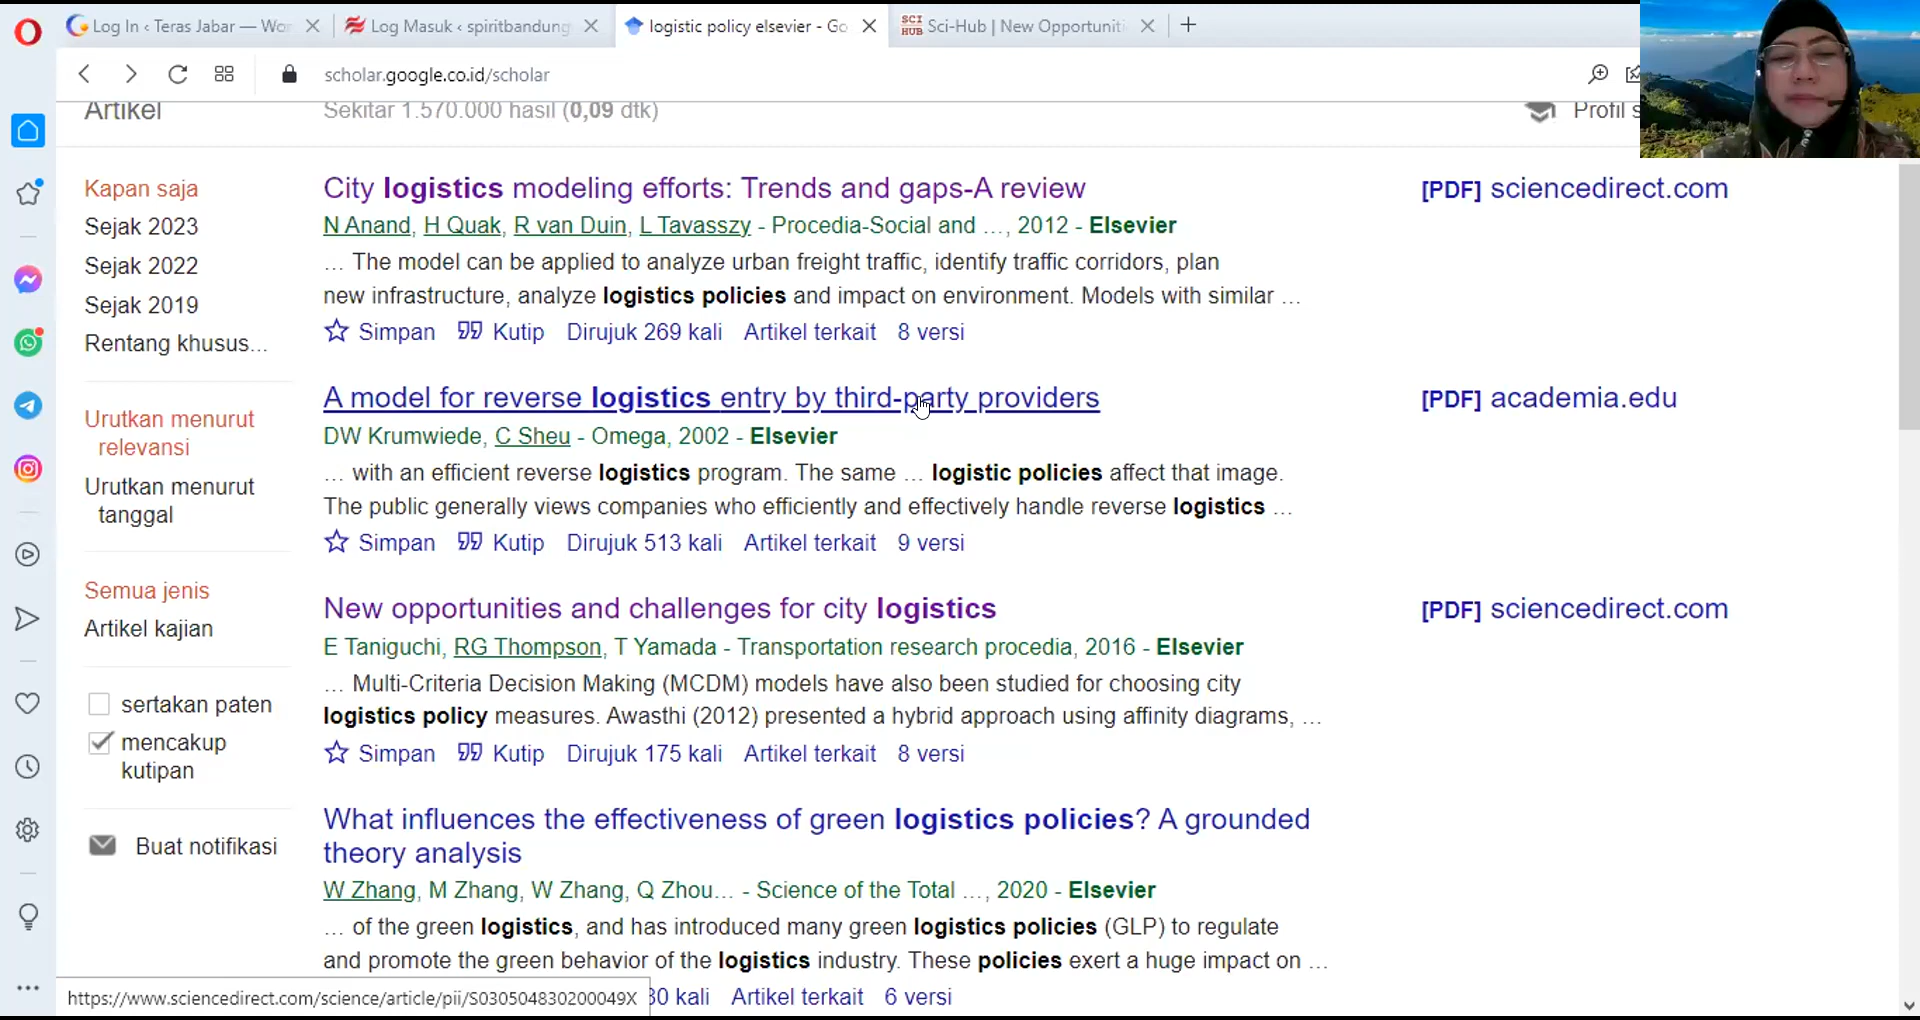 Log In ‹ Teras Jabar — Wor
Log Masuk ‹ spiritbandung
logistic policy elsevier - Go
SCI HUB
Sci-Hub | New Opportuniti
scholar.google.co.id/scholar
Artikel
Sekitar 1.570.000 hasil (0,09 dtk)
Profil s
Kapan saja
Sejak 2023
Sejak 2022
Sejak 2019
Rentang khusus...
Urutkan menurut
relevansi
Urutkan menurut
tanggal
Semua jenis
Artikel kajian
sertakan paten
mencakup
kutipan
Buat notifikasi
City logistics modeling efforts: Trends and gaps-A review
[PDF] sciencedirect.com
N Anand, H Quak, R van Duin, L Tavasszy - Procedia-Social and …, 2012 - Elsevier
… The model can be applied to analyze urban freight traffic, identify traffic corridors, plan
new infrastructure, analyze logistics policies and impact on environment. Models with similar …
Simpan Kutip Dirujuk 269 kali Artikel terkait 8 versi
A model for reverse logistics entry by third-party providers
[PDF] academia.edu
DW Krumwiede, C Sheu - Omega, 2002 - Elsevier
… with an efficient reverse logistics program. The same … logistic policies affect that image.
The public generally views companies who efficiently and effectively handle reverse logistics …
Simpan Kutip Dirujuk 513 kali Artikel terkait 9 versi
New opportunities and challenges for city logistics
[PDF] sciencedirect.com
E Taniguchi, RG Thompson, T Yamada - Transportation research procedia, 2016 - Elsevier
… Multi-Criteria Decision Making (MCDM) models have also been studied for choosing city
logistics policy measures. Awasthi (2012) presented a hybrid approach using affinity diagrams, …
Simpan Kutip Dirujuk 175 kali Artikel terkait 8 versi
What influences the effectiveness of green logistics policies? A grounded
theory analysis
W Zhang, M Zhang, W Zhang, Q Zhou… - Science of the Total …, 2020 - Elsevier
… of the green logistics, and has introduced many green logistics policies (GLP) to regulate
and promote the green behavior of the logistics industry. These policies exert a huge impact on …
https://www.sciencedirect.com/science/article/pii/S030504830200049X
30 kali Artikel terkait 6 versi